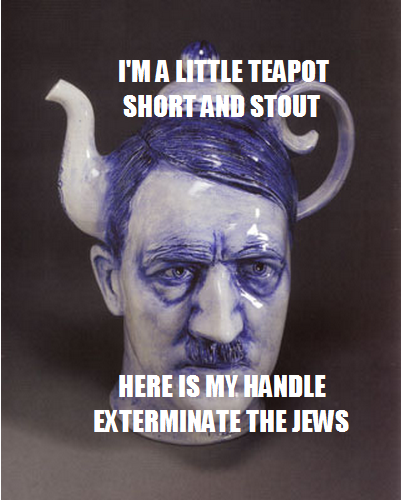 I'M A LITTLE TEAPOT
SHORT AND STOUT
HERE IS MY HANDLE
EXTERMINATE THE JEWS